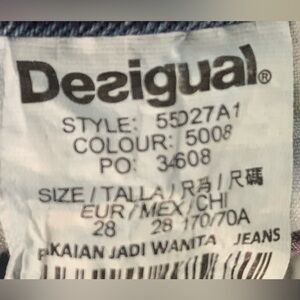 Desigual®
STYLE: 55D27A1
COLOUR: 5008
PO: 34608
SIZE / TALLA / 尺码 / 尺碼
EUR / MEX / CHI
28 28 170/70A
PAKAIAN JADI WANITA JEANS